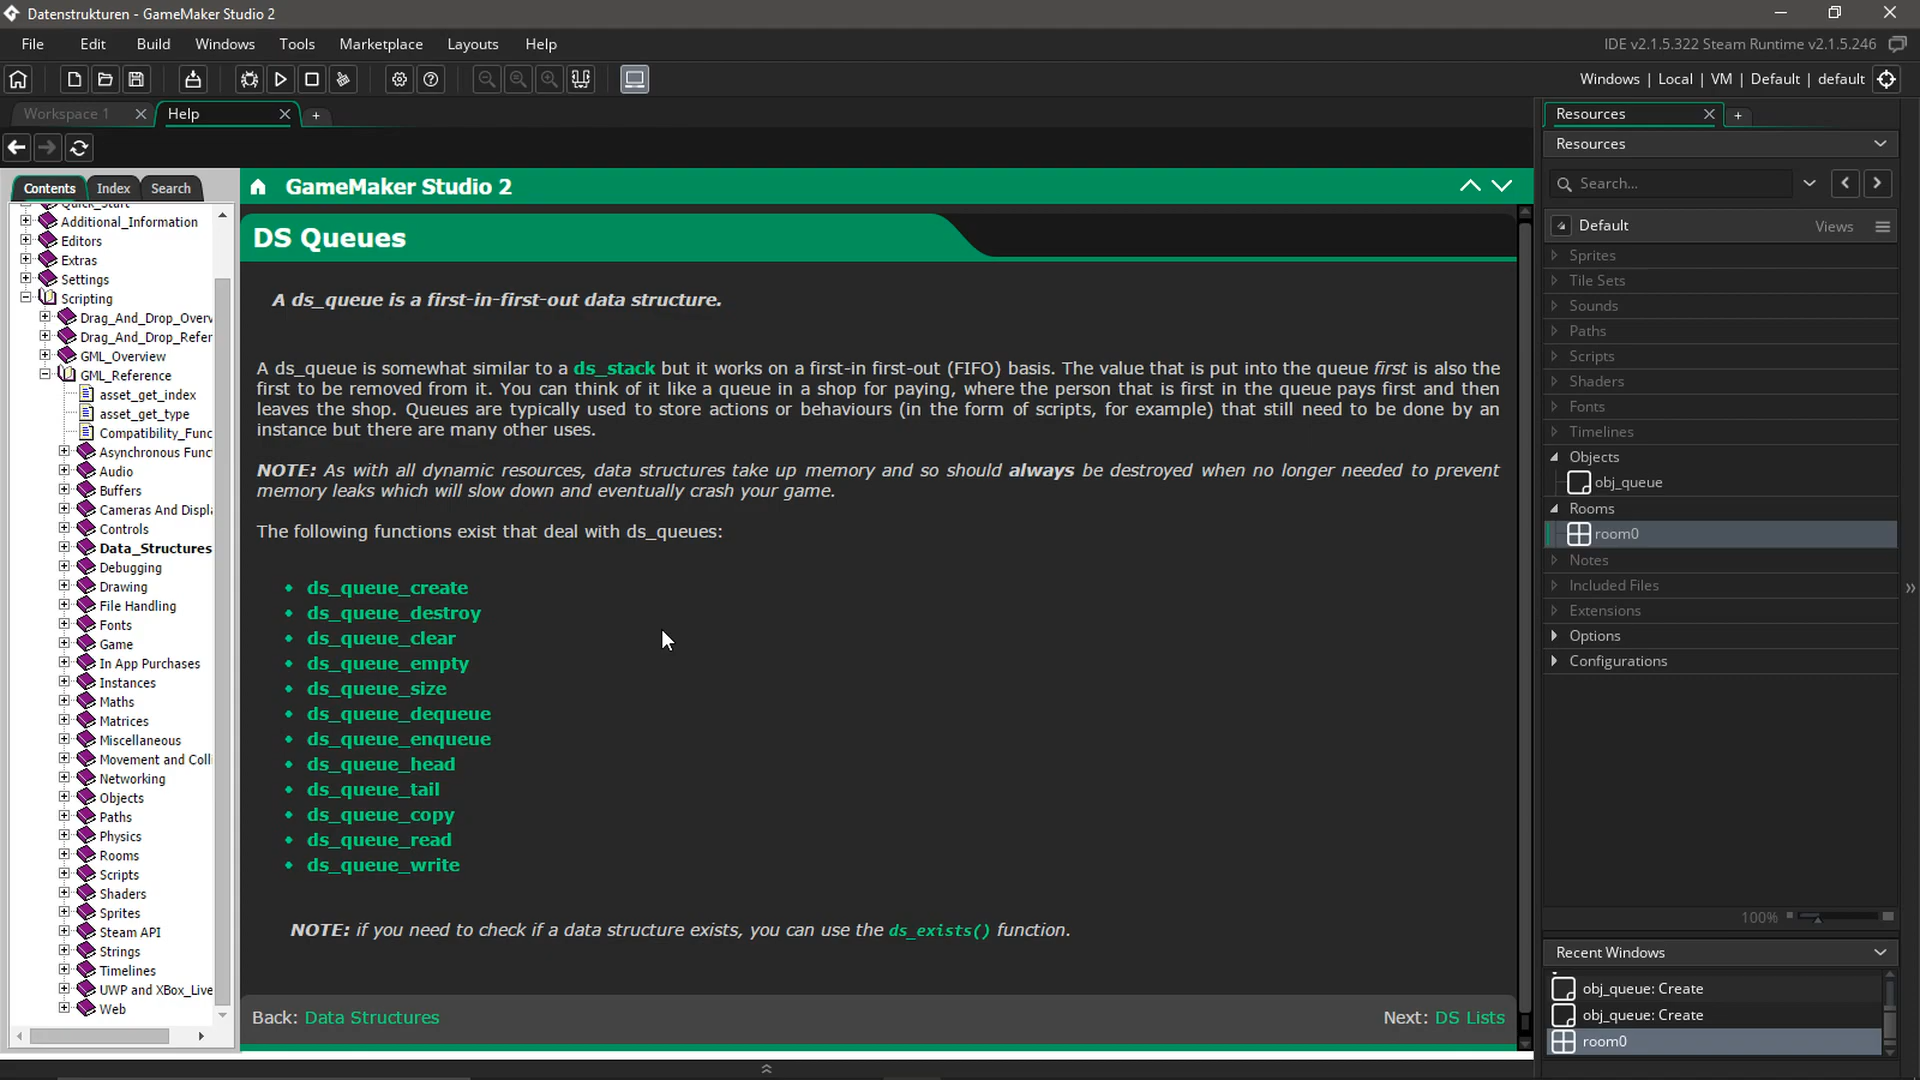 Datenstrukturen - GameMaker Studio 2
File Edit Build Windows Tools Marketplace Layouts Help
IDE v2.1.5.322 Steam Runtime v2.1.5.246
Windows | Local | VM | Default | default
Workspace 1
Help
Contents Index Search
Quick_Start
Additional_Information
Editors
Extras
Settings
Scripting
Drag_And_Drop_Overv
Drag_And_Drop_Refer
GML_Overview
GML_Reference
asset_get_index
asset_get_type
Compatibility_Func
Asynchronous Func
Audio
Buffers
Cameras And Displ
Controls
Data_Structures
Debugging
Drawing
File Handling
Fonts
Game
In App Purchases
Instances
Maths
Matrices
Miscellaneous
Movement and Coll
Networking
Objects
Paths
Physics
Rooms
Scripts
Shaders
Sprites
Steam API
Strings
Timelines
UWP and XBox_Live
Web
GameMaker Studio 2
DS Queues
A ds_queue is a first-in-first-out data structure.
A ds_queue is somewhat similar to a ds_stack but it works on a first-in first-out (FIFO) basis. The value that is put into the queue first is also the
first to be removed from it. You can think of it like a queue in a shop for paying, where the person that is first in the queue pays first and then
leaves the shop. Queues are typically used to store actions or behaviours (in the form of scripts, for example) that still need to be done by an
instance but there are many other uses.
NOTE: As with all dynamic resources, data structures take up memory and so should always be destroyed when no longer needed to prevent
memory leaks which will slow down and eventually crash your game.
The following functions exist that deal with ds_queues:
ds_queue_create
ds_queue_destroy
ds_queue_clear
ds_queue_empty
ds_queue_size
ds_queue_dequeue
ds_queue_enqueue
ds_queue_head
ds_queue_tail
ds_queue_copy
ds_queue_read
ds_queue_write
NOTE: if you need to check if a data structure exists, you can use the ds_exists() function.
Back: Data Structures
Next: DS Lists
Resources
Resources
Search...
Default
Views
Sprites
Tile Sets
Sounds
Paths
Scripts
Shaders
Fonts
Timelines
Objects
obj_queue
Rooms
room0
Notes
Included Files
Extensions
Options
Configurations
100%
Recent Windows
obj_queue: Create
obj_queue: Create
room0